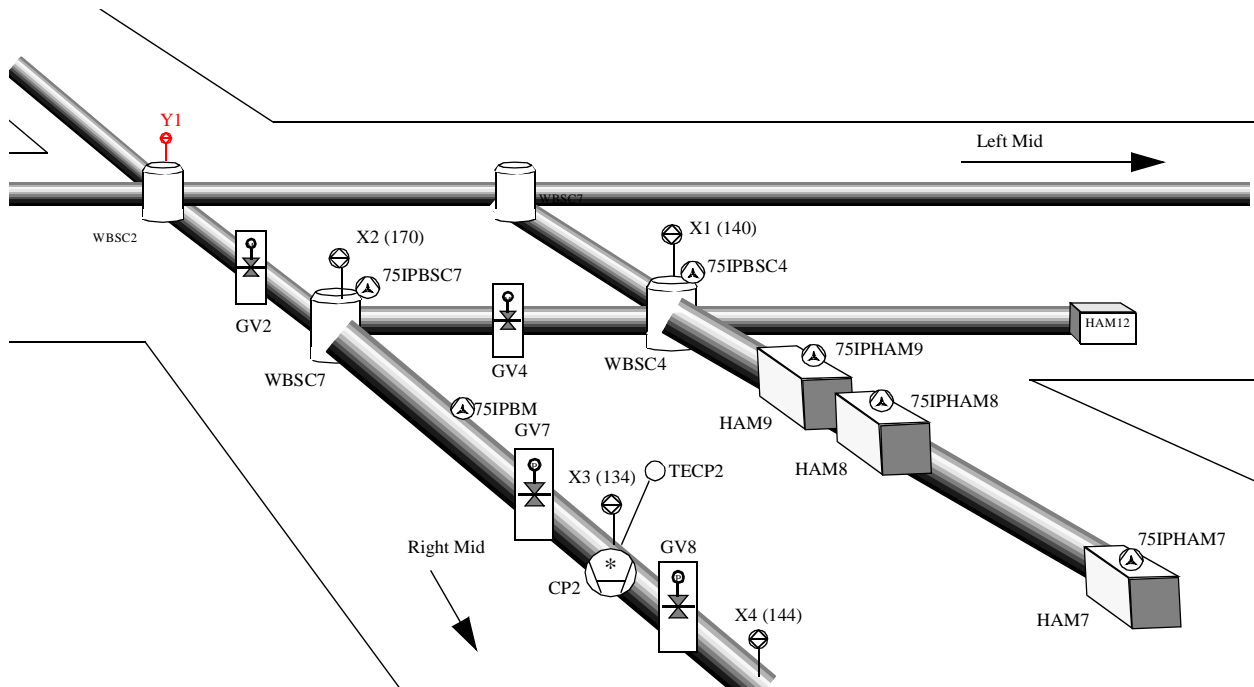 Y1
Left Mid
WBSC2
WBSC7
X2 (170)
X1 (140)
75IPBSC7
75IPBSC4
GV2
GV4
HAM12
WBSC7
WBSC4
75IPHAM9
75IPBM
75IPHAM8
GV7
HAM9
HAM8
X3 (134)
TECP2
Right Mid
GV8
75IPHAM7
*
CP2
X4 (144)
HAM7